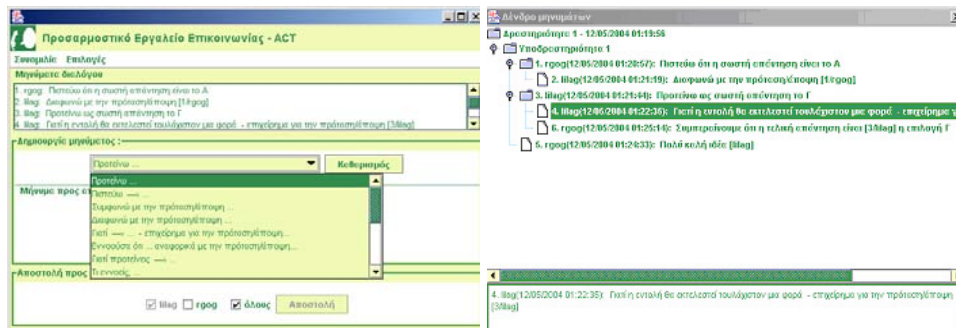 Προσαρμοστικό Εργαλείο Επικοινωνίας - ACT
Συνομιλία Επιλογές
Μηνύματα διαλόγου
1. rgog: Πιστεύω ότι η σωστή απάντηση είναι το Α
2. lilag: Διαφωνώ με την πρόταση/άποψη [1/rgog]
3. lilag: Προτείνω ως σωστή απάντηση το Γ
4. lilag: Γιατί η εντολή θα εκτελεστεί τουλάχιστον μια φορά - επιχείρημα για την πρόταση/άποψη [3/lilag]
Δημιουργία μηνύματος :
Προτείνω ...
Καθαρισμός
Μήνυμα προς
Προτείνω ...
Πιστεύω ---- ...
Συμφωνώ με την πρόταση/άποψη ...
Διαφωνώ με την πρόταση/άποψη ...
Γιατί ---- ... - επιχείρημα για την πρόταση/άποψη...
Εννοούσα ότι ... αναφορικά με την πρόταση/άποψη...
Γιατί προτείνεις ---- ...
Τι εννοείς, ...
Αποστολή προς
lilag rgog όλους Αποστολή
Δένδρο μηνυμάτων
Δραστηριότητα 1 - 12/05/2004 01:19:56
Υποδραστηριότητα 1
1. rgog(12/05/2004 01:20:57): Πιστεύω ότι η σωστή απάντηση είναι το Α
2. lilag(12/05/2004 01:21:19): Διαφωνώ με την πρόταση/άποψη [1/rgog]
3. lilag(12/05/2004 01:21:44): Προτείνω ως σωστή απάντηση το Γ
4. lilag(12/05/2004 01:22:35): Γιατί η εντολή θα εκτελεστεί τουλάχιστον μια φορά - επιχείρημα γ
6. rgog(12/05/2004 01:25:14): Συμπεραίνουμε ότι η τελική απάντηση είναι [3/lilag] η επιλογή Γ
5. rgog(12/05/2004 01:24:33): Πολύ καλή ιδέα [lilag]
4. lilag(12/05/2004 01:22:35): Γιατί η εντολή θα εκτελεστεί τουλάχιστον μια φορά - επιχείρημα για την πρόταση/άποψη
[3/lilag]